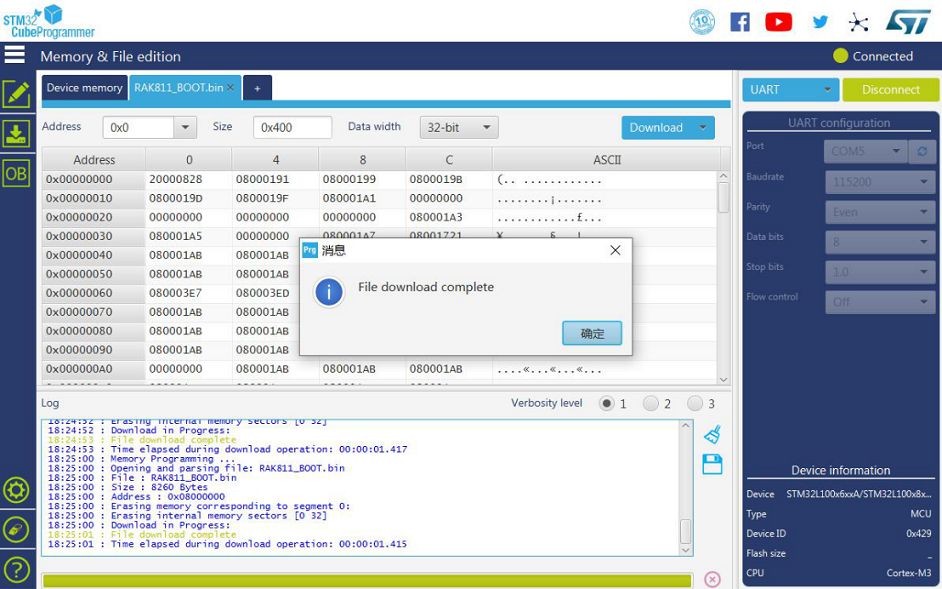 STM32
CubeProgrammer
10
ST
Memory & File edition
Connected
Device memory RAK811_BOOT.bin × +
UART Disconnect
Address 0x0 Size 0x400 Data width 32-bit Download
Address 0 4 8 C ASCII
0x00000000 20000828 08000191 08000199 0800019B (.. ............
0x00000010 0800019D 0800019F 080001A1 00000000 ........¡.......
0x00000020 00000000 00000000 00000000 080001A3 ............£...
0x00000030 080001A5 00000000 080001A7 08001721
0x00000040 080001AB 080001AB
0x00000050 080001AB 080001AB
0x00000060 080003E7 080003ED
0x00000070 080001AB 080001AB
0x00000080 080001AB 080001AB
0x00000090 080001AB 080001AB
0x000000A0 00000000 080001AB 080001AB 080001AB ....«...«...«...
Prg 消息
File download complete
确定
UART configuration
Port COM5
Baudrate 115200
Parity Even
Data bits 8
Stop bits 1.0
Flow control Off
OB
Log Verbosity level 1 2 3
18:24:52 : Erasing internal memory sectors [0 32]
18:24:52 : Download in Progress:
18:24:53 : File download complete
18:24:53 : Time elapsed during download operation: 00:00:01.417
18:25:00 : Memory Programming ...
18:25:00 : Opening and parsing file: RAK811_BOOT.bin
18:25:00 : File : RAK811_BOOT.bin
18:25:00 : Size : 8260 Bytes
18:25:00 : Address : 0x08000000
18:25:00 : Erasing memory corresponding to segment 0:
18:25:00 : Erasing internal memory sectors [0 32]
18:25:00 : Download in Progress:
18:25:01 : File download complete
18:25:01 : Time elapsed during download operation: 00:00:01.415
Device information
Device STM32L100x6xxA/STM32L100x8x...
Type MCU
Device ID 0x429
Flash size _
CPU Cortex-M3